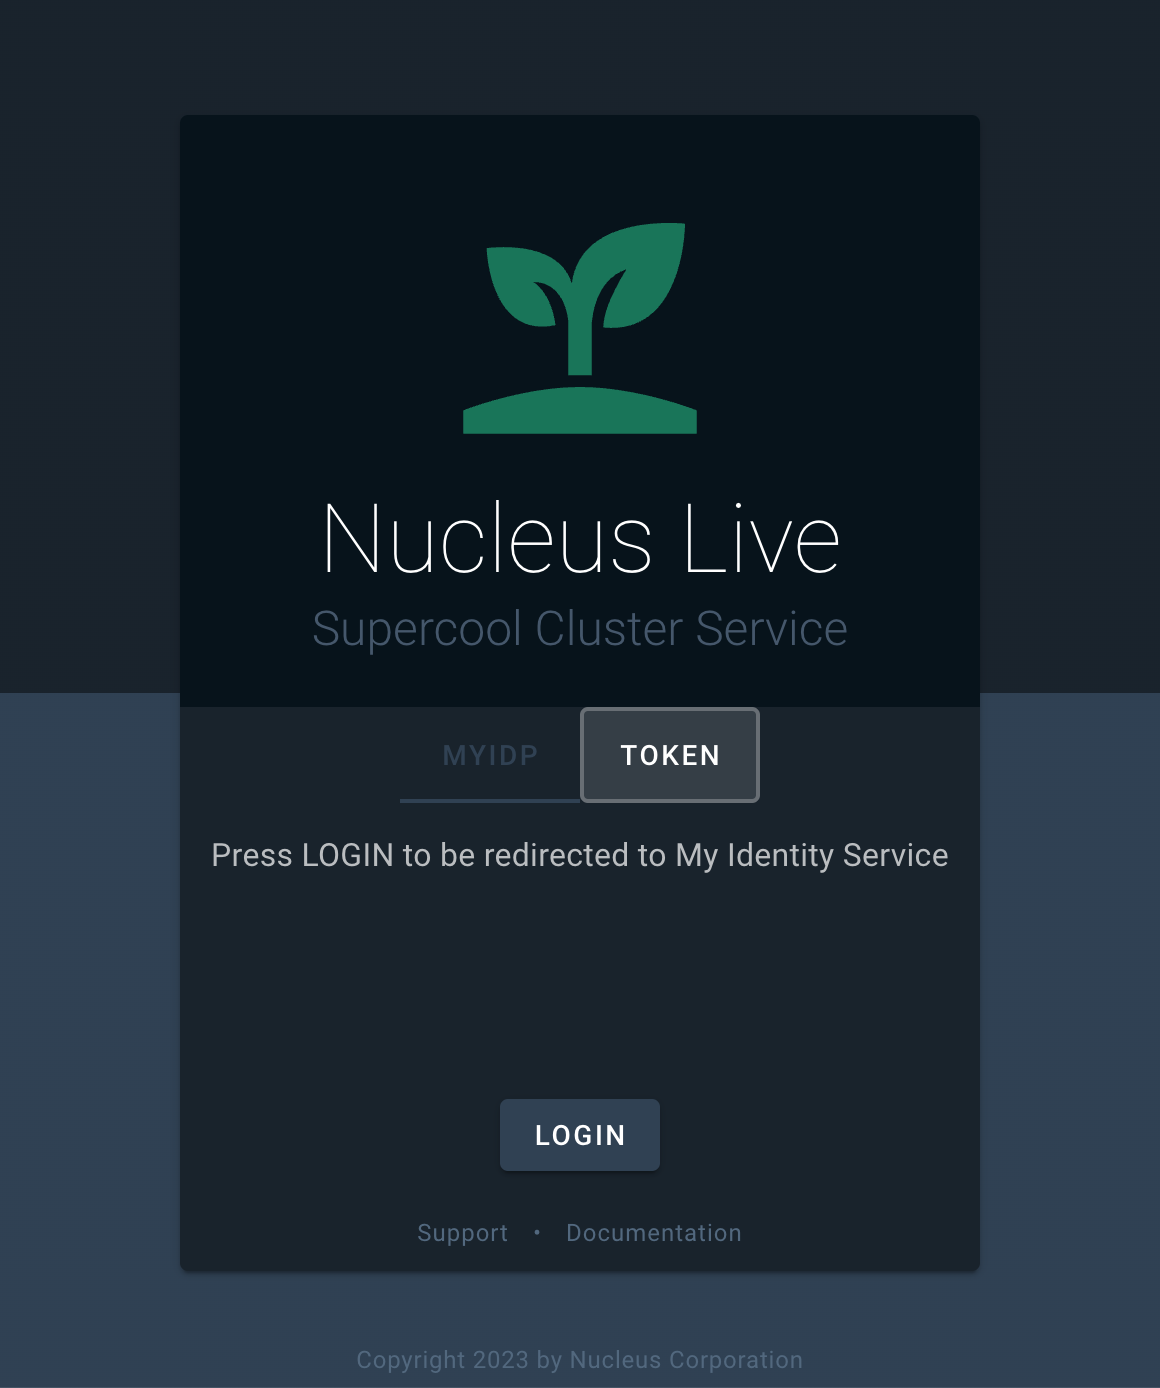 Nucleus Live
Supercool Cluster Service
MYIDP TOKEN
Press LOGIN to be redirected to My Identity Service
LOGIN
Support • Documentation
Copyright 2023 by Nucleus Corporation